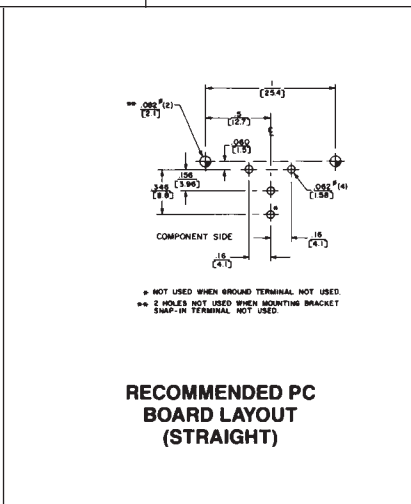 1
[25.4]
** .082ø(2)
[2.1]
.5
[12.7]
℄
.060
[1.5]
.156
[3.96]
.346
[8.8]
.062ø(4)
[1.58]
*
COMPONENT SIDE
.16
[4.1]
.16
[4.1]
* NOT USED WHEN GROUND TERMINAL NOT USED.
** 2 HOLES NOT USED WHEN MOUNTING BRACKET
SNAP-IN TERMINAL NOT USED.
RECOMMENDED PC
BOARD LAYOUT
(STRAIGHT)